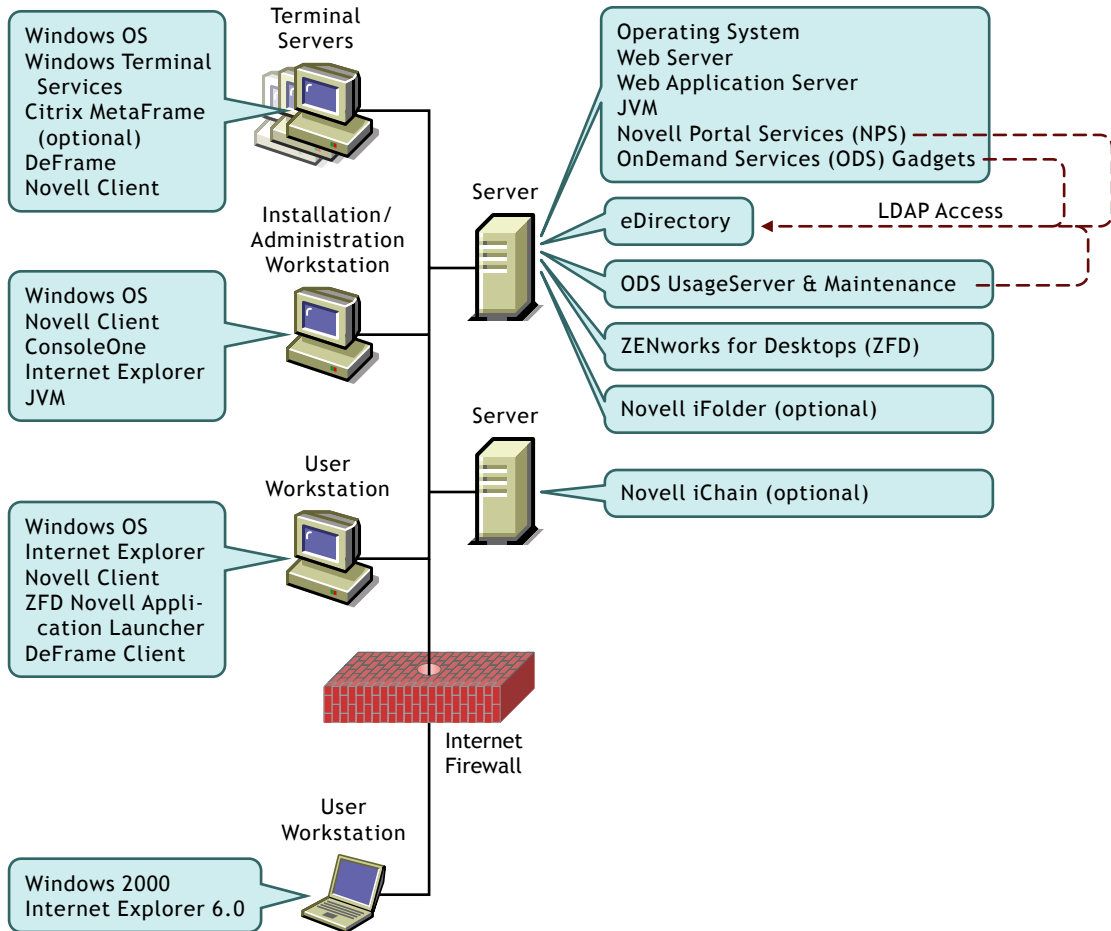 Terminal
Servers
Windows OS
Windows Terminal
Services
Citrix MetaFrame
(optional)
DeFrame
Novell Client
Operating System
Web Server
Web Application Server
JVM
Novell Portal Services (NPS)
OnDemand Services (ODS) Gadgets
Server
eDirectory
LDAP Access
ODS UsageServer & Maintenance
ZENworks for Desktops (ZFD)
Novell iFolder (optional)
Installation/
Administration
Workstation
Windows OS
Novell Client
ConsoleOne
Internet Explorer
JVM
Server
Novell iChain (optional)
User
Workstation
Windows OS
Internet Explorer
Novell Client
ZFD Novell Appli-
cation Launcher
DeFrame Client
Internet
Firewall
User
Workstation
Windows 2000
Internet Explorer 6.0